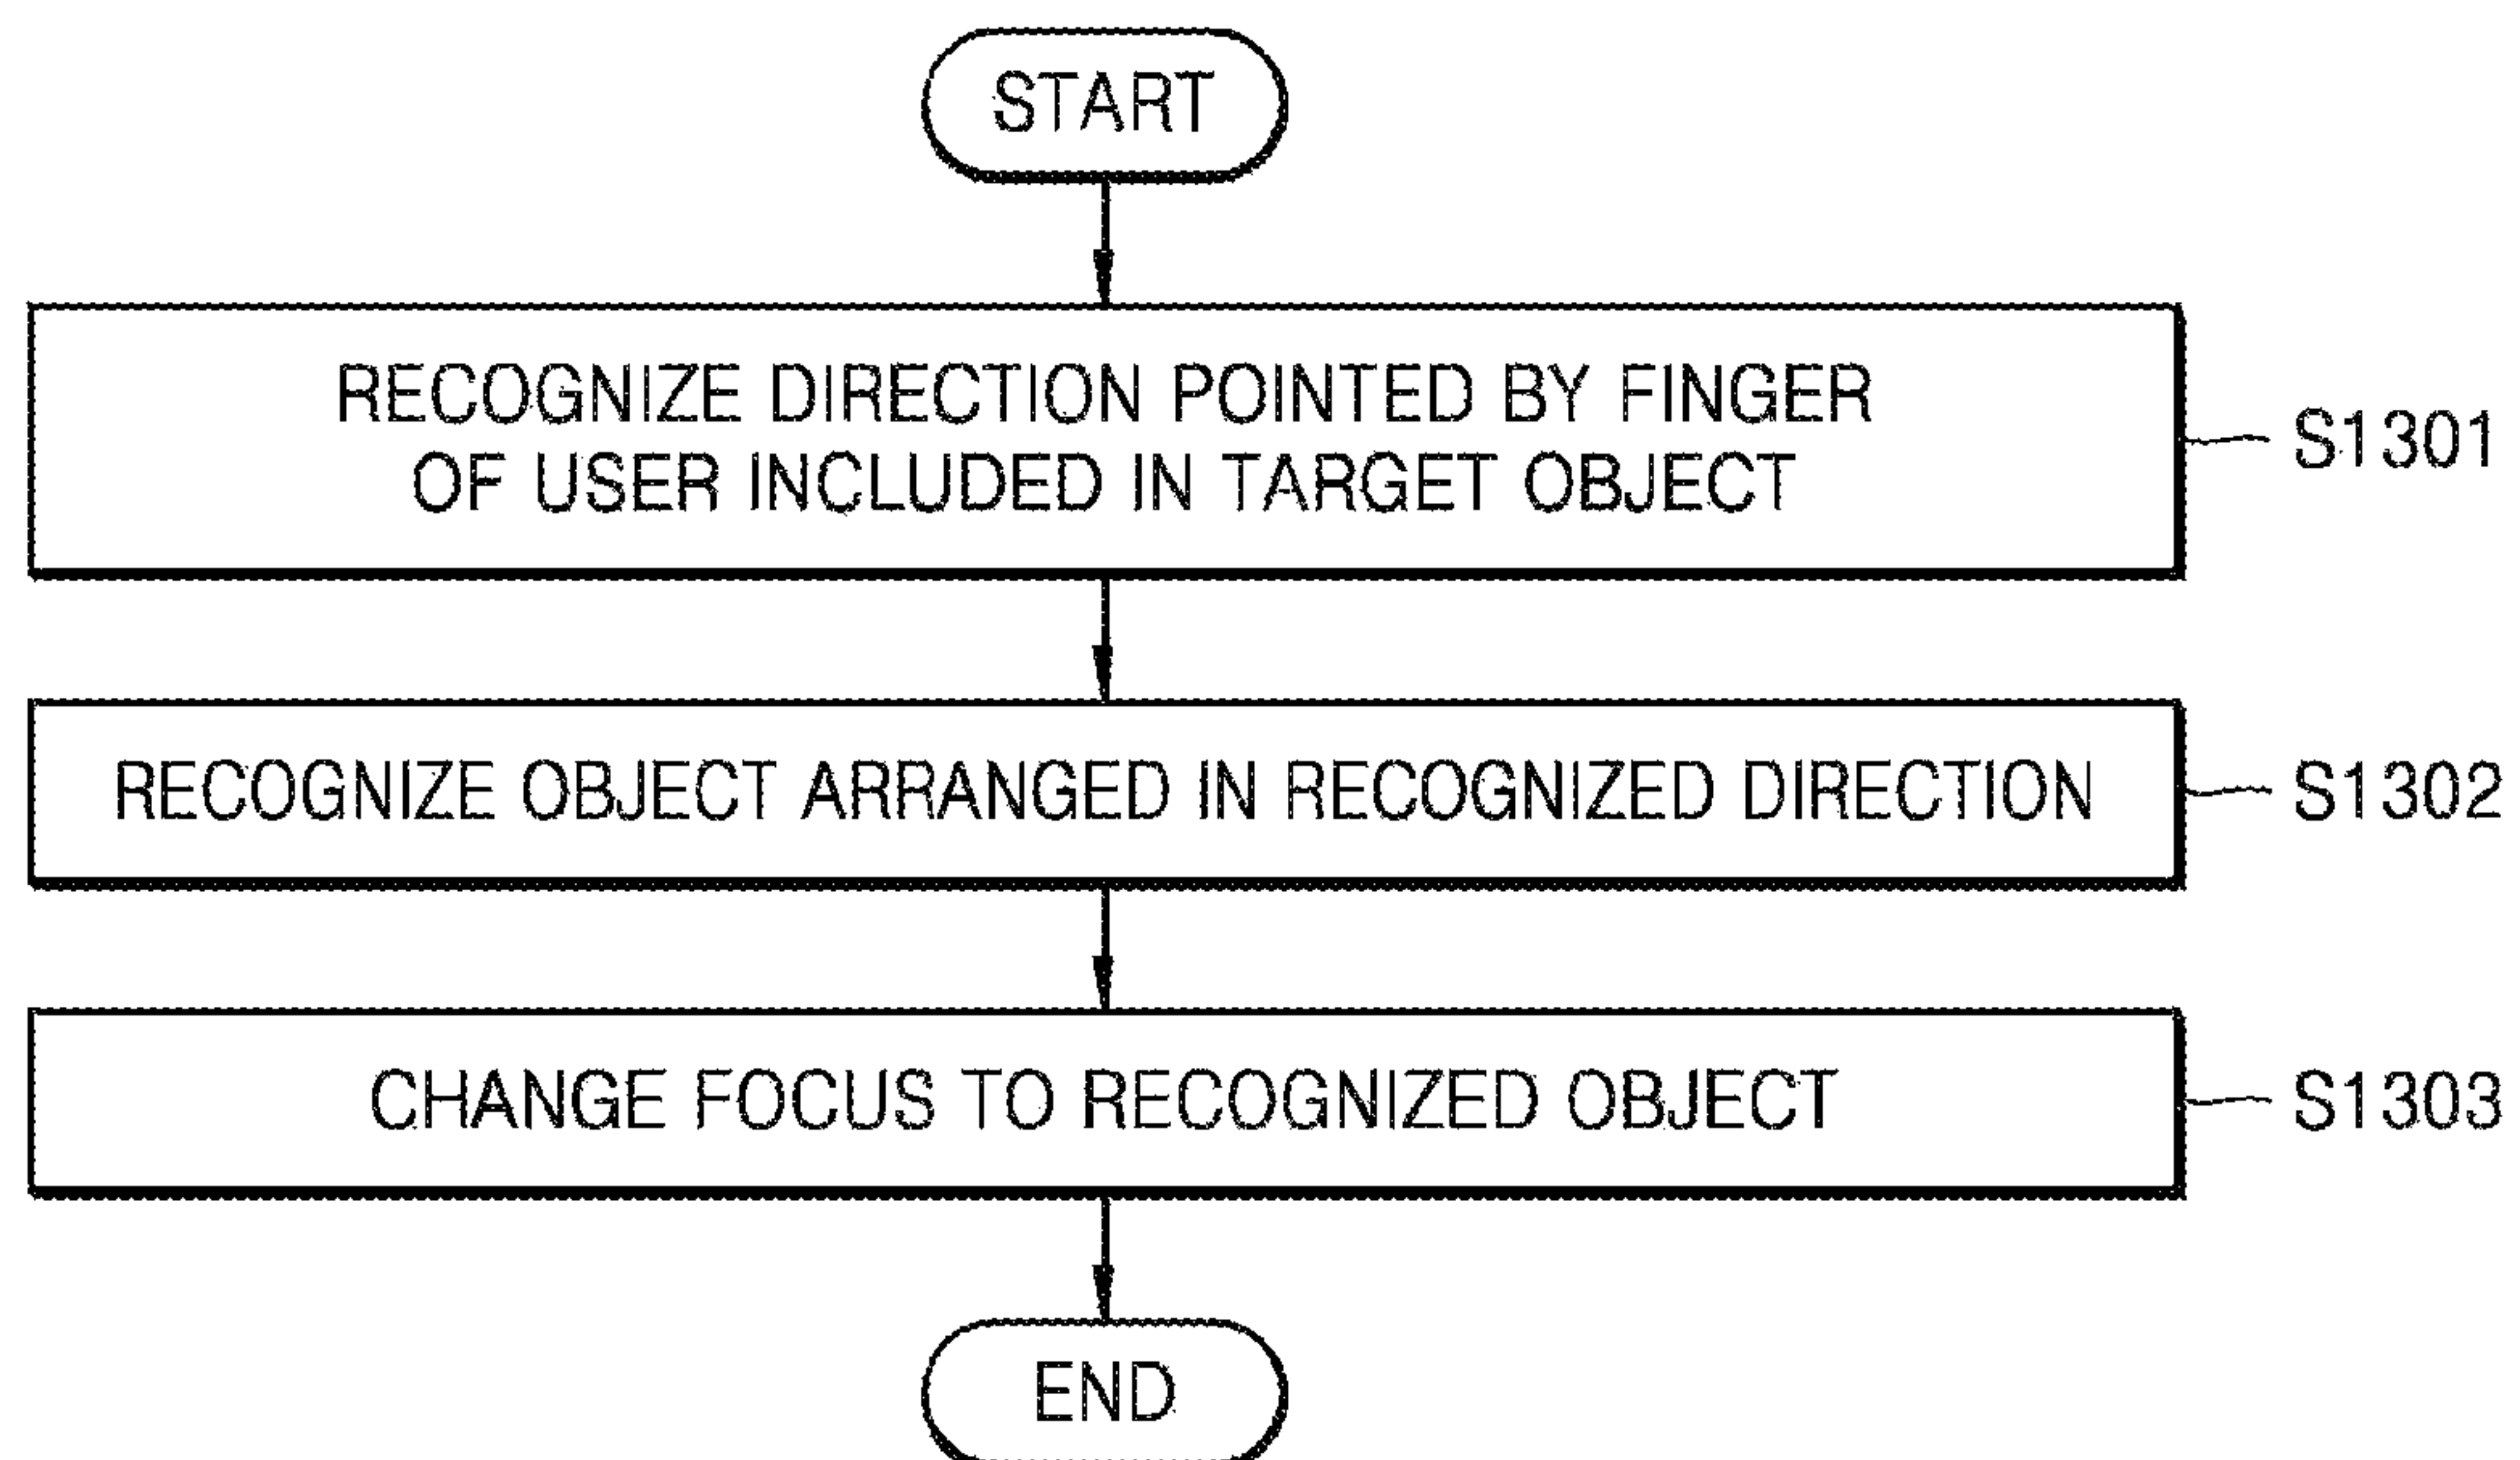 START
RECOGNIZE DIRECTION POINTED BY FINGER
OF USER INCLUDED IN TARGET OBJECT
S1301
RECOGNIZE OBJECT ARRANGED IN RECOGNIZED DIRECTION
S1302
CHANGE FOCUS TO RECOGNIZED OBJECT
S1303
END